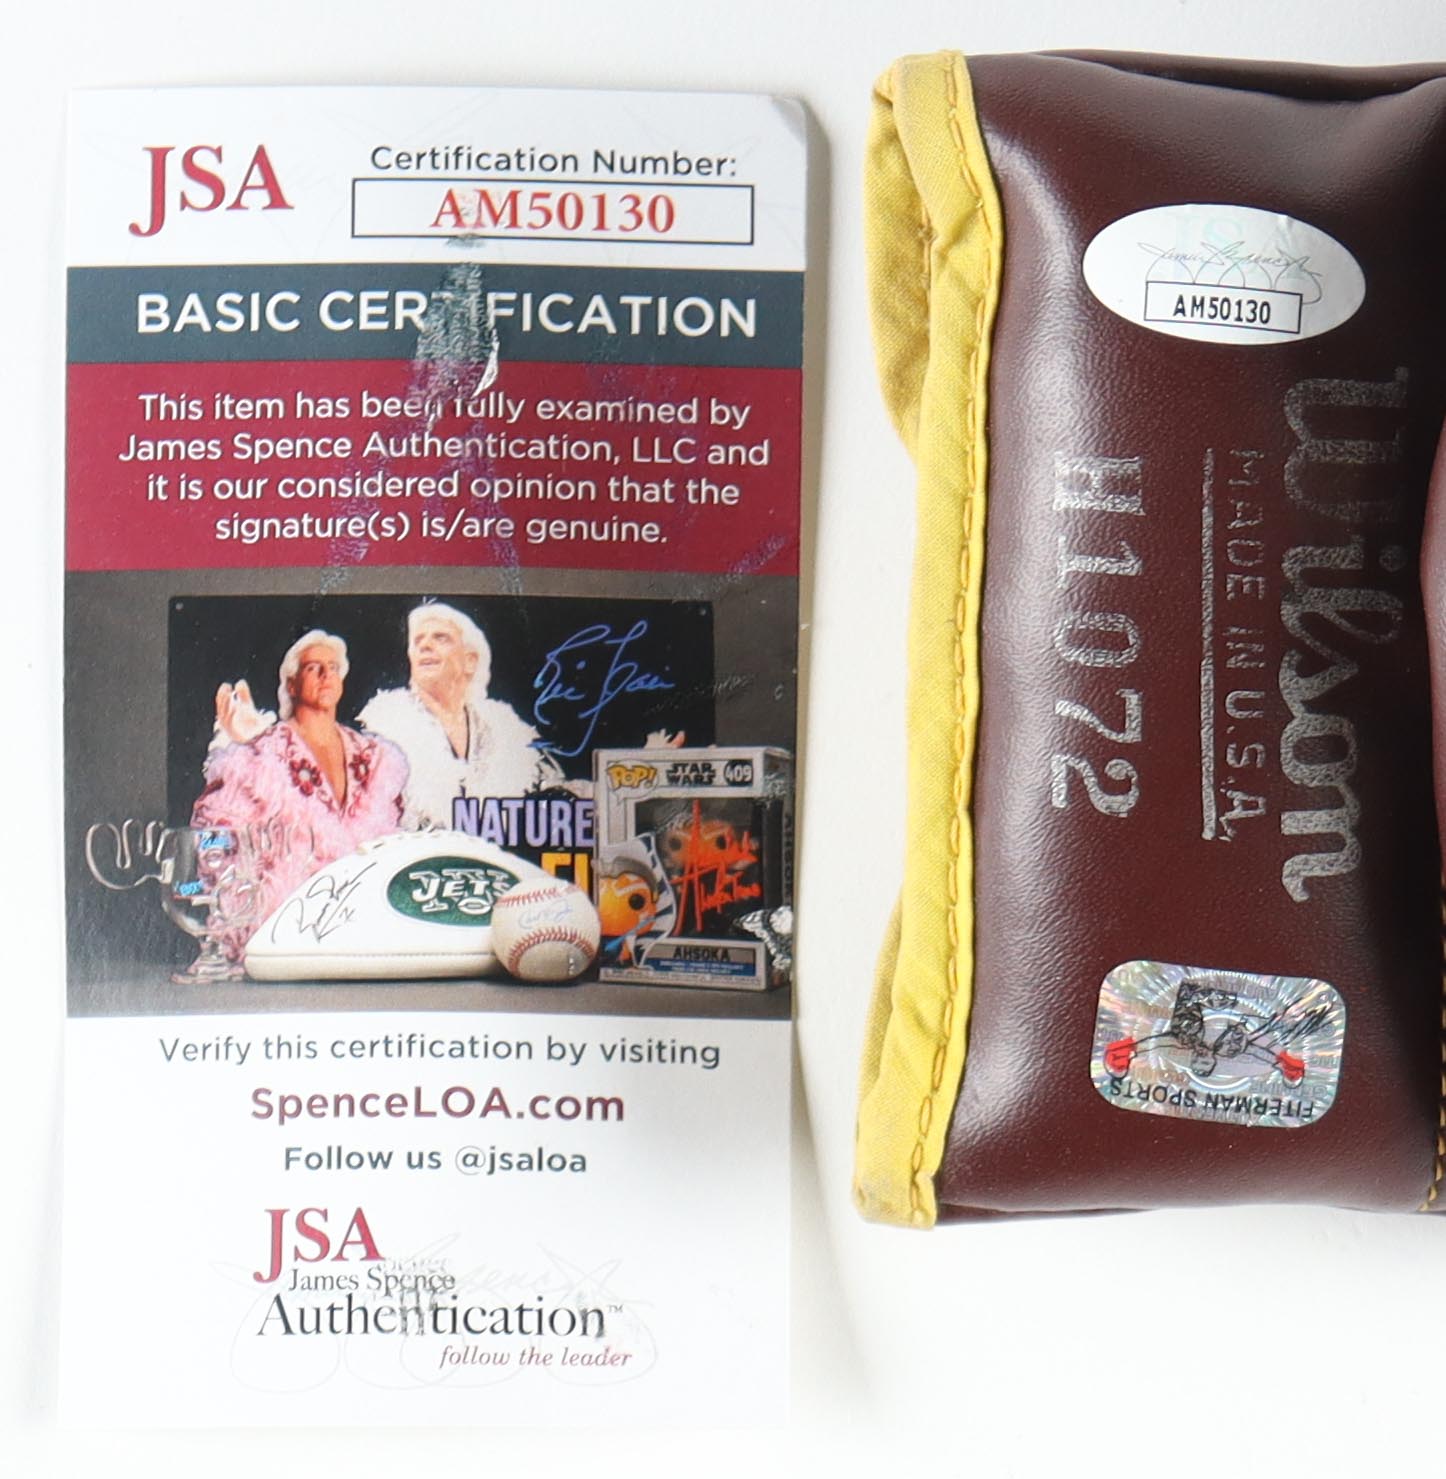 JSA
Certification Number:
AM50130
BASIC CERTIFICATION
This item has been fully examined by
James Spence Authentication, LLC and
it is our considered opinion that the
signature(s) is/are genuine.
NATURE
JETS
POP!
STAR WARS
409
AHSOKA
Verify this certification by visiting
SpenceLOA.com
Follow us @jsaloa
JSA
James Spence
Authentication™
follow the leader
AM50130
Wilson
MADE IN U.S.A.
H1072
FITERMAN SPORTS